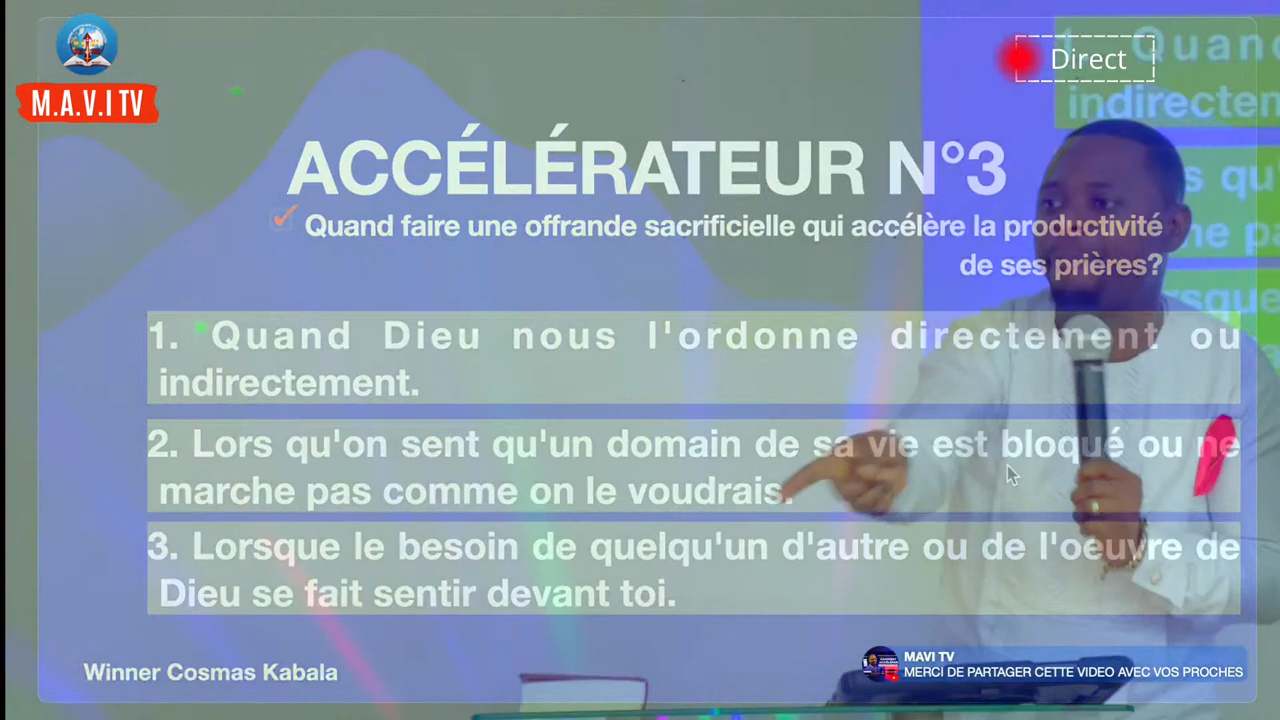 M.A.V.I TV
Direct
Quand
indirectem
ACCÉLÉRATEUR N°3
Quand faire une offrande sacrificielle qui accélère la productivité
de ses prières?
1. Quand Dieu nous l'ordonne directement ou
indirectement.
2. Lors qu'on sent qu'un domain de sa vie est bloqué ou ne
marche pas comme on le voudrais.
3. Lorsque le besoin de quelqu'un d'autre ou de l'oeuvre de
Dieu se fait sentir devant toi.
Winner Cosmas Kabala
MAVI TV
MERCI DE PARTAGER CETTE VIDEO AVEC VOS PROCHES